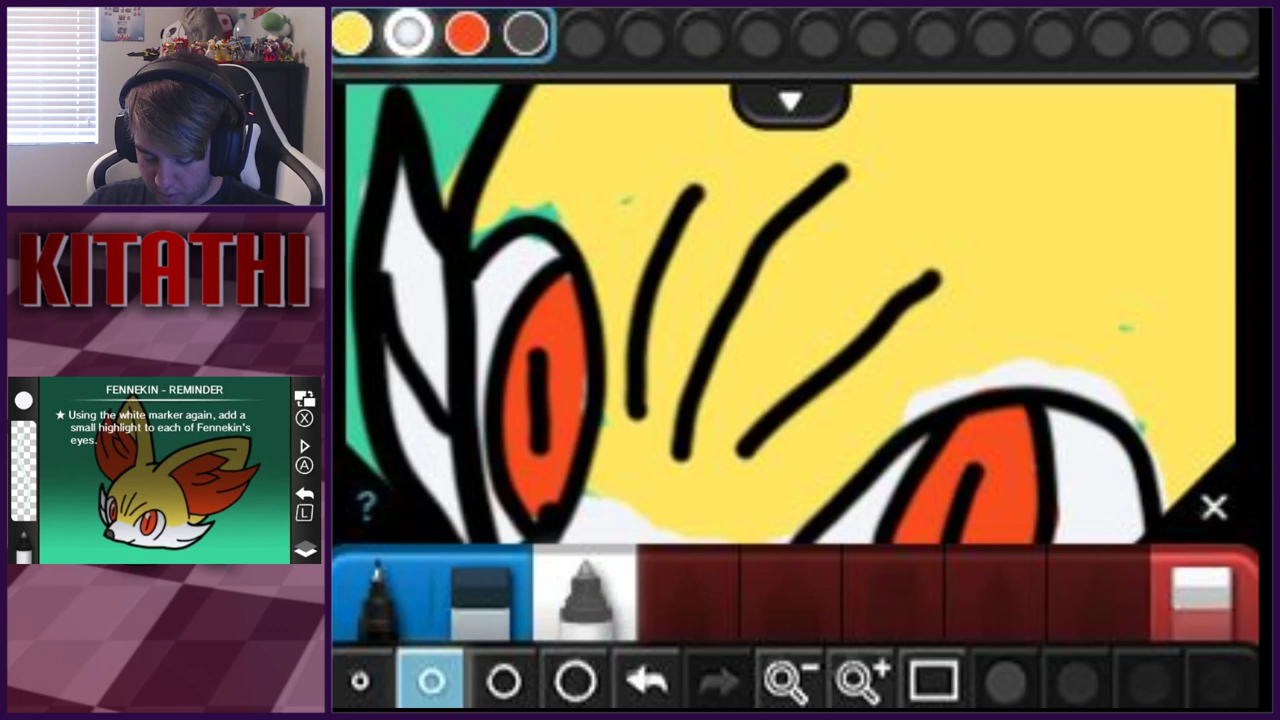 KITATHI
FENNEKIN - REMINDER
★ Using the white marker again, add a
small highlight to each of Fennekin's
eyes.
X
A
L
?
X